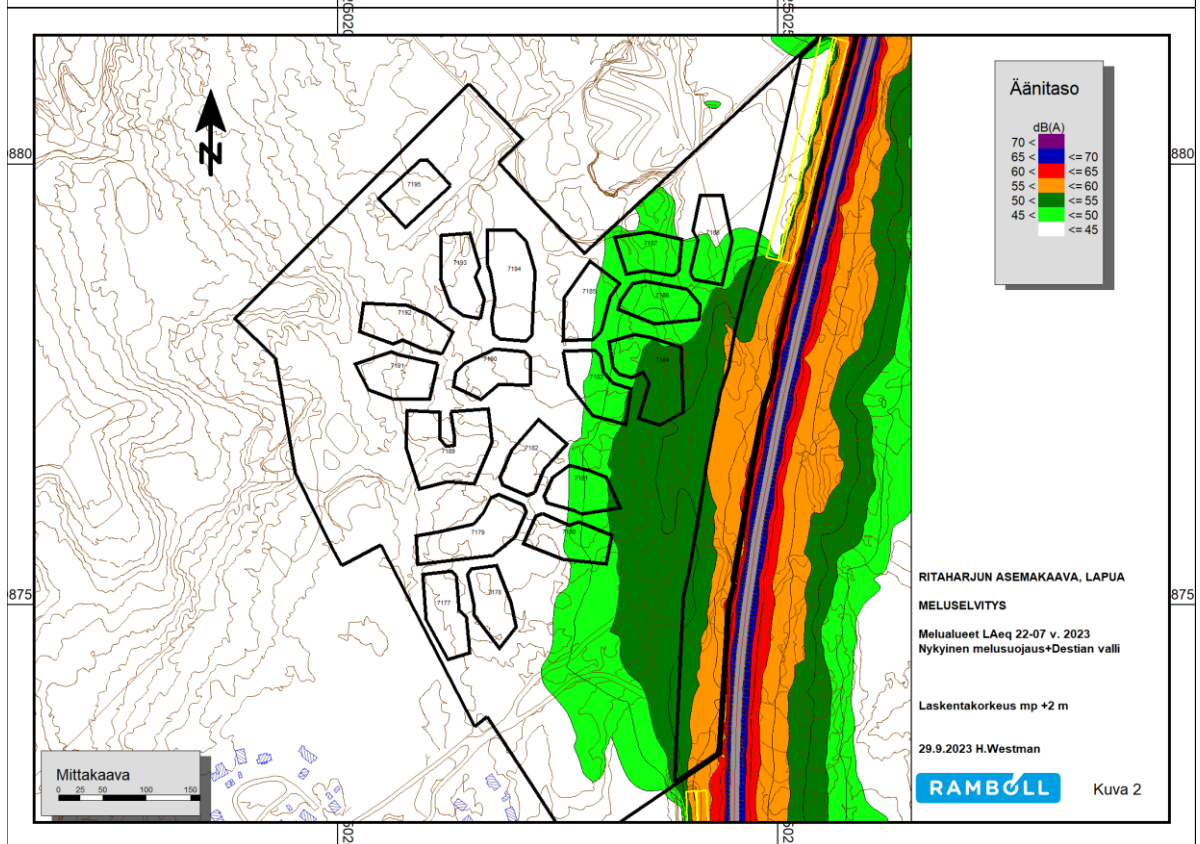 880
880
875
875
N
7195
7193
7194
7187
7185
7192
7191
7190
7184
7183
7189
7182
7181
7179
7177
7178
Äänitaso
dB(A)
70 <
65 < <= 70
60 < <= 65
55 < <= 60
50 < <= 55
45 < <= 50
<= 45
RITAHARJUN ASEMAKAAVA, LAPUA
MELUSELVITYS
Melualueet LAeq 22-07 v. 2023
Nykyinen melusuojaus+Destian valli
Laskentakorkeus mp +2 m
29.9.2023 H.Westman
RAMBOLL
Kuva 2
Mittakaava
0 25 50 100 150